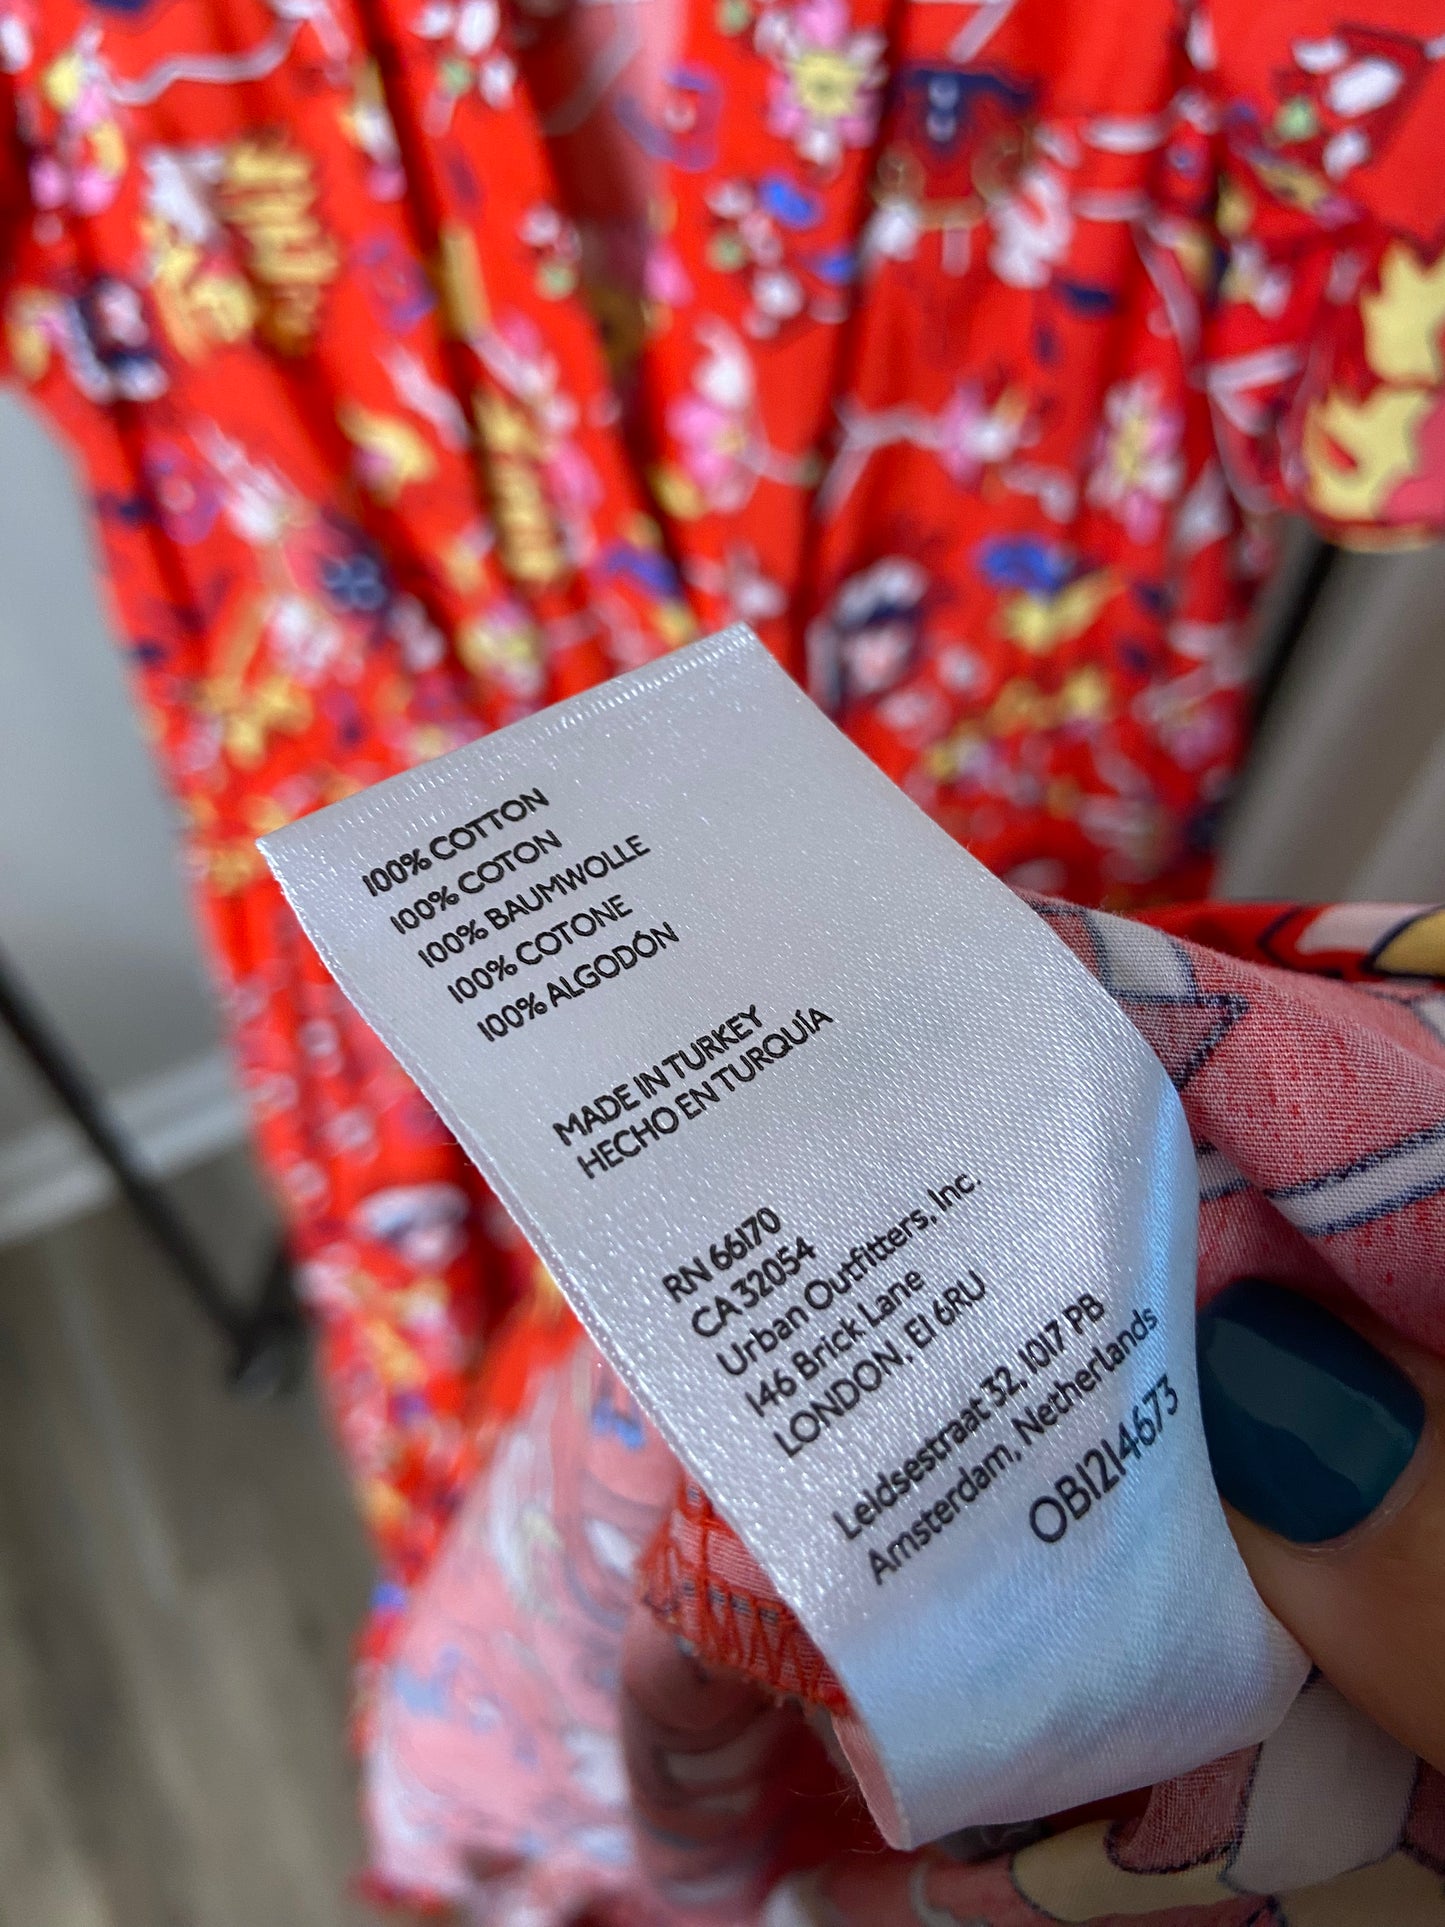 100% COTTON
100% COTON
100% BAUMWOLLE
100% COTONE
100% ALGODÓN
MADE IN TURKEY
HECHO EN TURQUÍA
RN 66170
CA 32054
Urban Outfitters, Inc.
146 Brick Lane
LONDON, E1 6RU
Leidsestraat 32, 1017 PB
Amsterdam, Netherlands
OB1214673